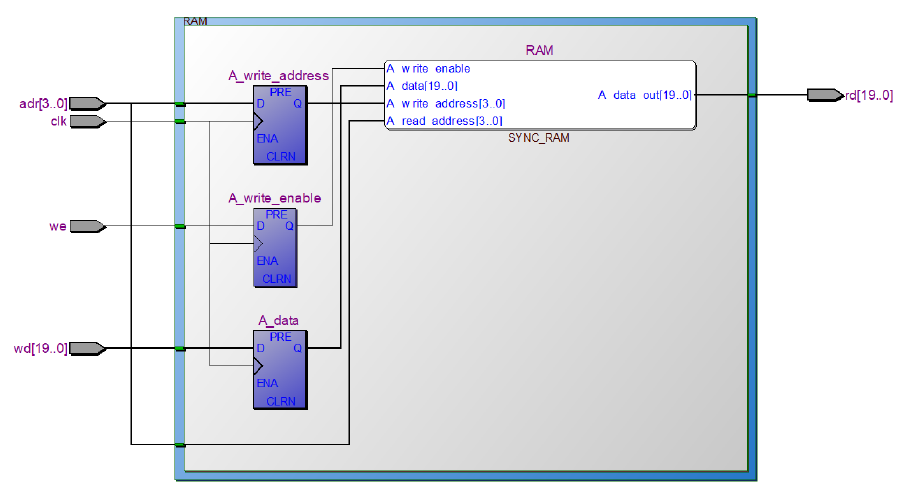 RAM
adr[3..0]
clk
we
wd[19..0]
A_write_address
PRE
D Q
ENA
CLRN
A_write_enable
PRE
D Q
ENA
CLRN
A_data
PRE
D Q
ENA
CLRN
RAM
A write enable
A data[19..0]
A write address[3..0]
A read address[3..0]
A data out[19..0]
SYNC_RAM
rd[19..0]